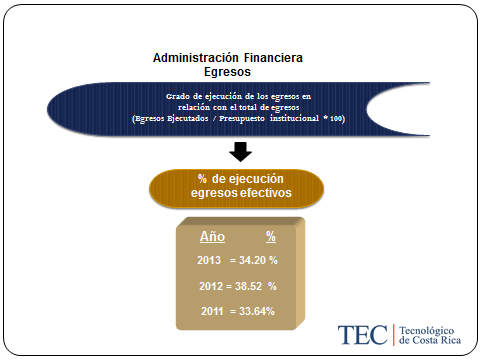 Administración Financiera
Egresos
Grado de ejecución de los egresos en
relación con el total de egresos
(Egresos Ejecutados / Presupuesto institucional * 100)
% de ejecución
egresos efectivos
Año %
2013 = 34.20 %
2012 = 38.52 %
2011 = 33.64%
TEC | Tecnológico
de Costa Rica